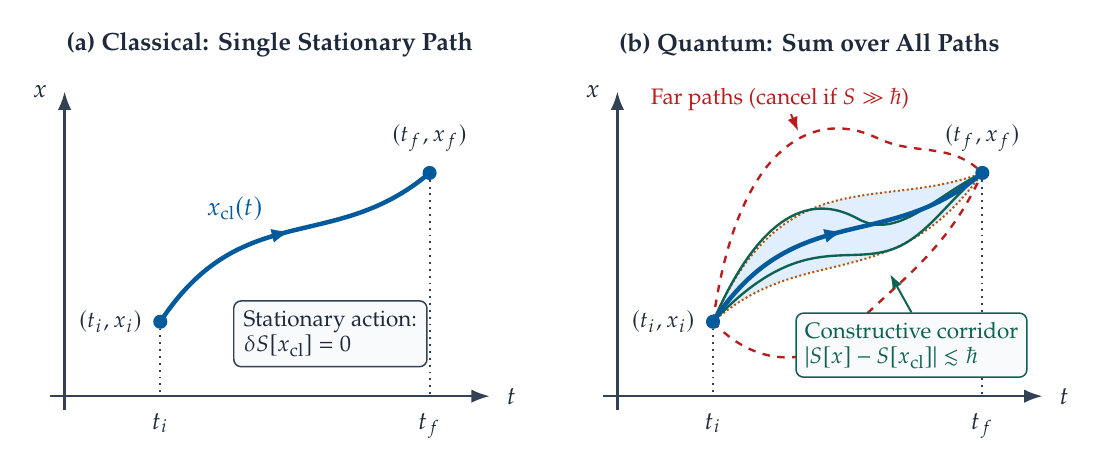 (a) Classical: Single Stationary Path
x
(t_f, x_f)
x_cl(t)
(t_i, x_i)
Stationary action:
δS[x_cl] = 0
t
t_i
t_f
(b) Quantum: Sum over All Paths
x
Far paths (cancel if S ≫ ħ)
(t_f, x_f)
(t_i, x_i)
Constructive corridor
|S[x] − S[x_cl]| ≲ ħ
t
t_i
t_f